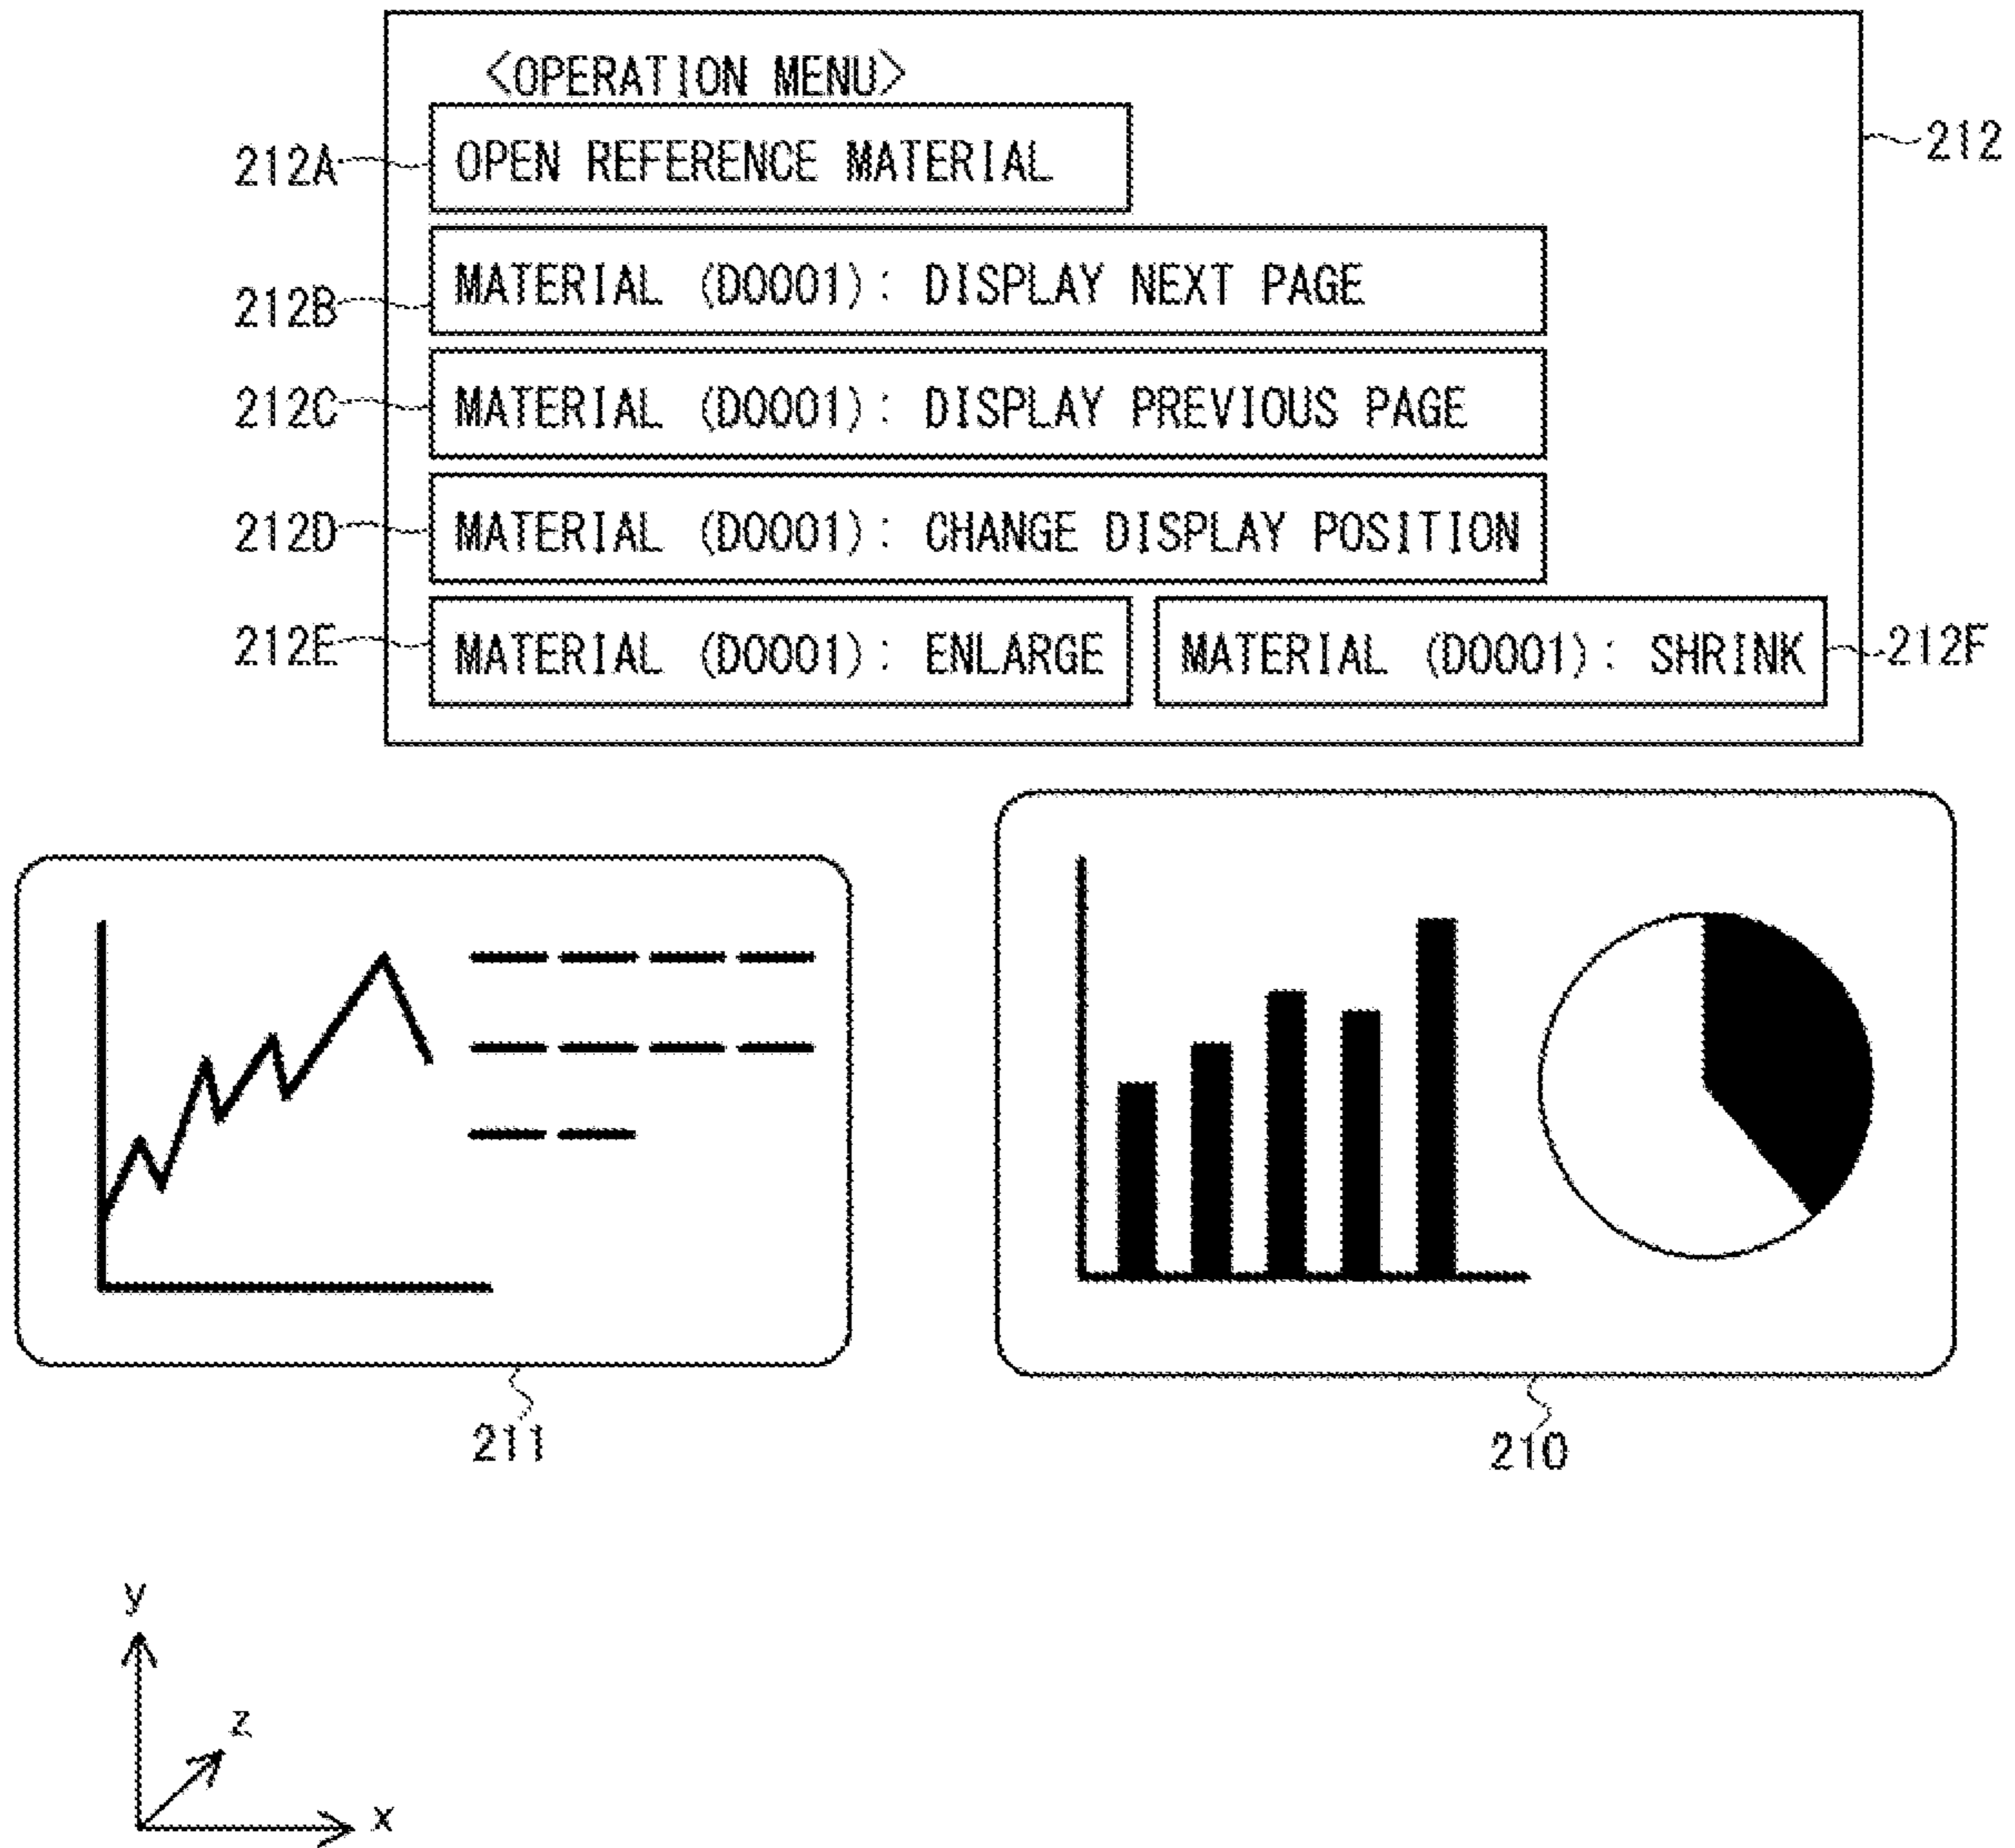 <OPERATION MENU>
212
212A
OPEN REFERENCE MATERIAL
212B
MATERIAL (D0001): DISPLAY NEXT PAGE
212C
MATERIAL (D0001): DISPLAY PREVIOUS PAGE
212D
MATERIAL (D0001): CHANGE DISPLAY POSITION
212E
MATERIAL (D0001): ENLARGE
MATERIAL (D0001): SHRINK
212F
211
210
y
z
x